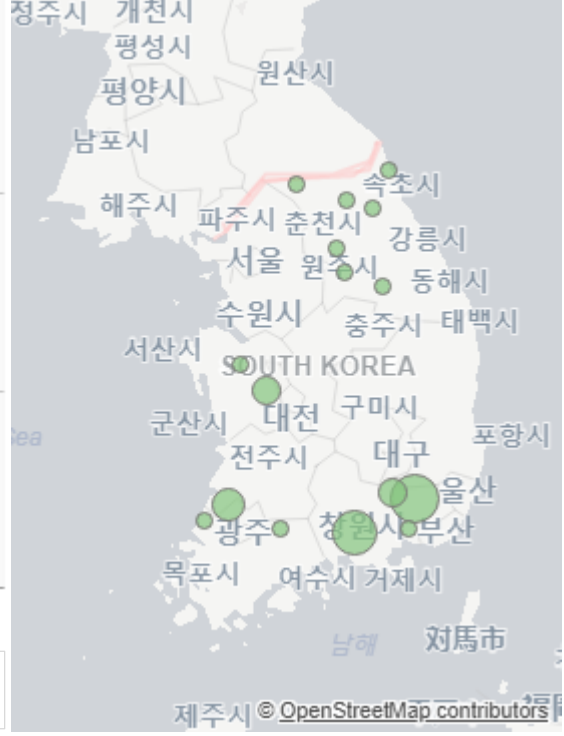 정주시
개천시
평성시
원산시
평양시
남포시
속초시
해주시
파주시
춘천시
강릉시
서울
원주시
동해시
수원시
충주시
태백시
서산시
SOUTH KOREA
구미시
군산시
대전
포항시
대구
전주시
울산
창원시
광주
부산
목포시
여수시
거제시
남해
対馬市
제주시
© OpenStreetMap contributors